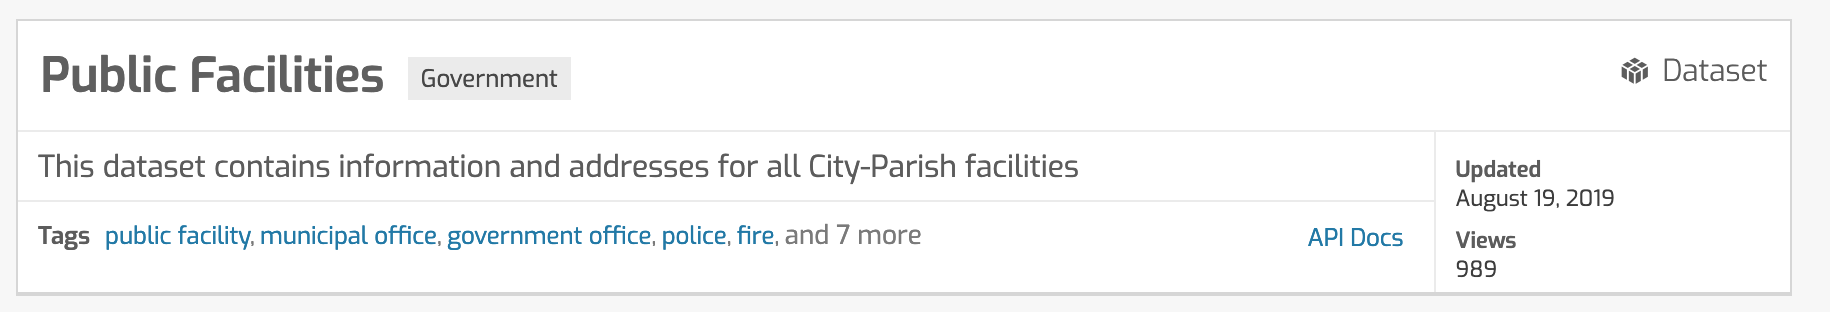 Public Facilities Government
Dataset
This dataset contains information and addresses for all City-Parish facilities
Tags public facility, municipal office, government office, police, fire, and 7 more
API Docs
Updated
August 19, 2019
Views
989